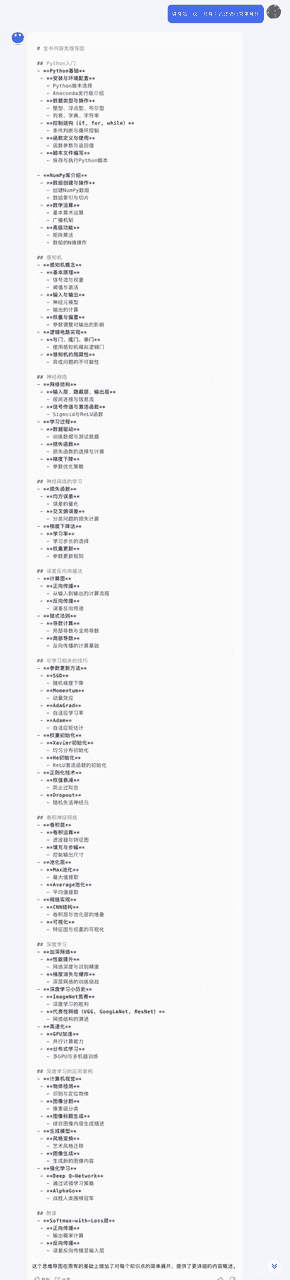 # 全书内容思维导图
## Python入门
- **Python基础**
- **安装与环境配置**
- Python版本选择
- Anaconda发行版介绍
- **数据类型与操作**
- 整型、浮点型、布尔型
- 列表、字典、字符串
- **控制结构 (if, for, while) **
- 条件判断与循环控制
- **函数定义与使用**
- 函数参数与返回值
- **脚本文件编写**
- 保存与执行Python脚本
- **NumPy库介绍**
- **数组创建与操作**
- 创建NumPy数组
- 数组索引与切片
- **数学运算**
- 基本算术运算
- 广播机制
- **高级功能**
- 矩阵乘法
- 数组的N维操作
## 感知机
- **感知机概念**
- **基本原理**
- 信号流与权重
- 阈值与激活
- **输入与输出**
- 神经元模型
- 输出的计算
- **权重与偏置**
- 参数调整对输出的影响
- **逻辑电路实现**
- **与门、或门、非门**
- 使用感知机模拟逻辑门
- **感知机的局限性**
- 异或问题的不可解性
## 神经网络
- **网络结构**
- **输入层、隐藏层、输出层**
- 层间连接与信息流
- **信号传递与激活函数**
- Sigmoid与ReLU函数
- **学习过程**
- **数据驱动**
- 训练数据与测试数据
- **损失函数**
- 损失函数的选择与计算
- **梯度下降**
- 参数优化策略
## 神经网络的学习
- **损失函数**
- **均方误差**
- 误差的量化
- **交叉熵误差**
- 分类问题的损失计算
- **梯度下降法**
- **学习率**
- 学习步长的选择
- **权重更新**
- 参数更新规则
## 误差反向传播法
- **计算图**
- **正向传播**
- 从输入到输出的计算流程
- **反向传播**
- 误差反向传递
- **链式法则**
- **导数计算**
- 局部导数与全局导数
- **局部导数**
- 反向传播的计算基础
## 与学习相关的技巧
- **参数更新方法**
- **SGD**
- 随机梯度下降
- **Momentum**
- 动量效应
- **AdaGrad**
- 自适应学习率
- **Adam**
- 自适应矩估计
- **权重初始化**
- **Xavier初始化**
- 均匀分布初始化
- **He初始化**
- ReLU激活函数的初始化
- **正则化技术**
- **权值衰减**
- 防止过拟合
- **Dropout**
- 随机失活神经元
## 卷积神经网络
- **卷积层**
- **卷积运算**
- 滤波器与特征图
- **填充与步幅**
- 控制输出尺寸
- **池化层**
- **Max池化**
- 最大值提取
- **Average池化**
- 平均值提取
- **网络实现**
- **CNN结构**
- 卷积层与池化层的堆叠
- **可视化**
- 特征图与权重的可视化
## 深度学习
- **加深网络**
- **性能提升**
- 网络深度与识别精度
- **梯度消失与爆炸**
- 深层网络的训练挑战
- **深度学习小历史**
- **ImageNet竞赛**
- 深度学习的胜利
- **代表性网络 (VGG, GoogLeNet, ResNet) **
- 网络结构的演进
- **高速化**
- **GPU加速**
- 并行计算能力
- **分布式学习**
- 多GPU与多机器训练
## 深度学习的应用案例
- **计算机视觉**
- **物体检测**
- 识别与定位物体
- **图像分割**
- 像素级分类
- **图像标题生成**
- 结合图像内容生成描述
- **生成模型**
- **风格变换**
- 艺术风格迁移
- **图像生成**
- 生成新的图像内容
- **强化学习**
- **Deep Q-Network**
- 通过试错学习策略
- **AlphaGo**
- 战胜人类围棋冠军
## 附录
- **Softmax-with-Loss层**
- **正向传播**
- 输出概率计算
- **反向传播**
- 误差反向传播至输入层
这个思维导图在原有的基础上增加了对每个知识点的简单展开，提供了更详细的内容概述。